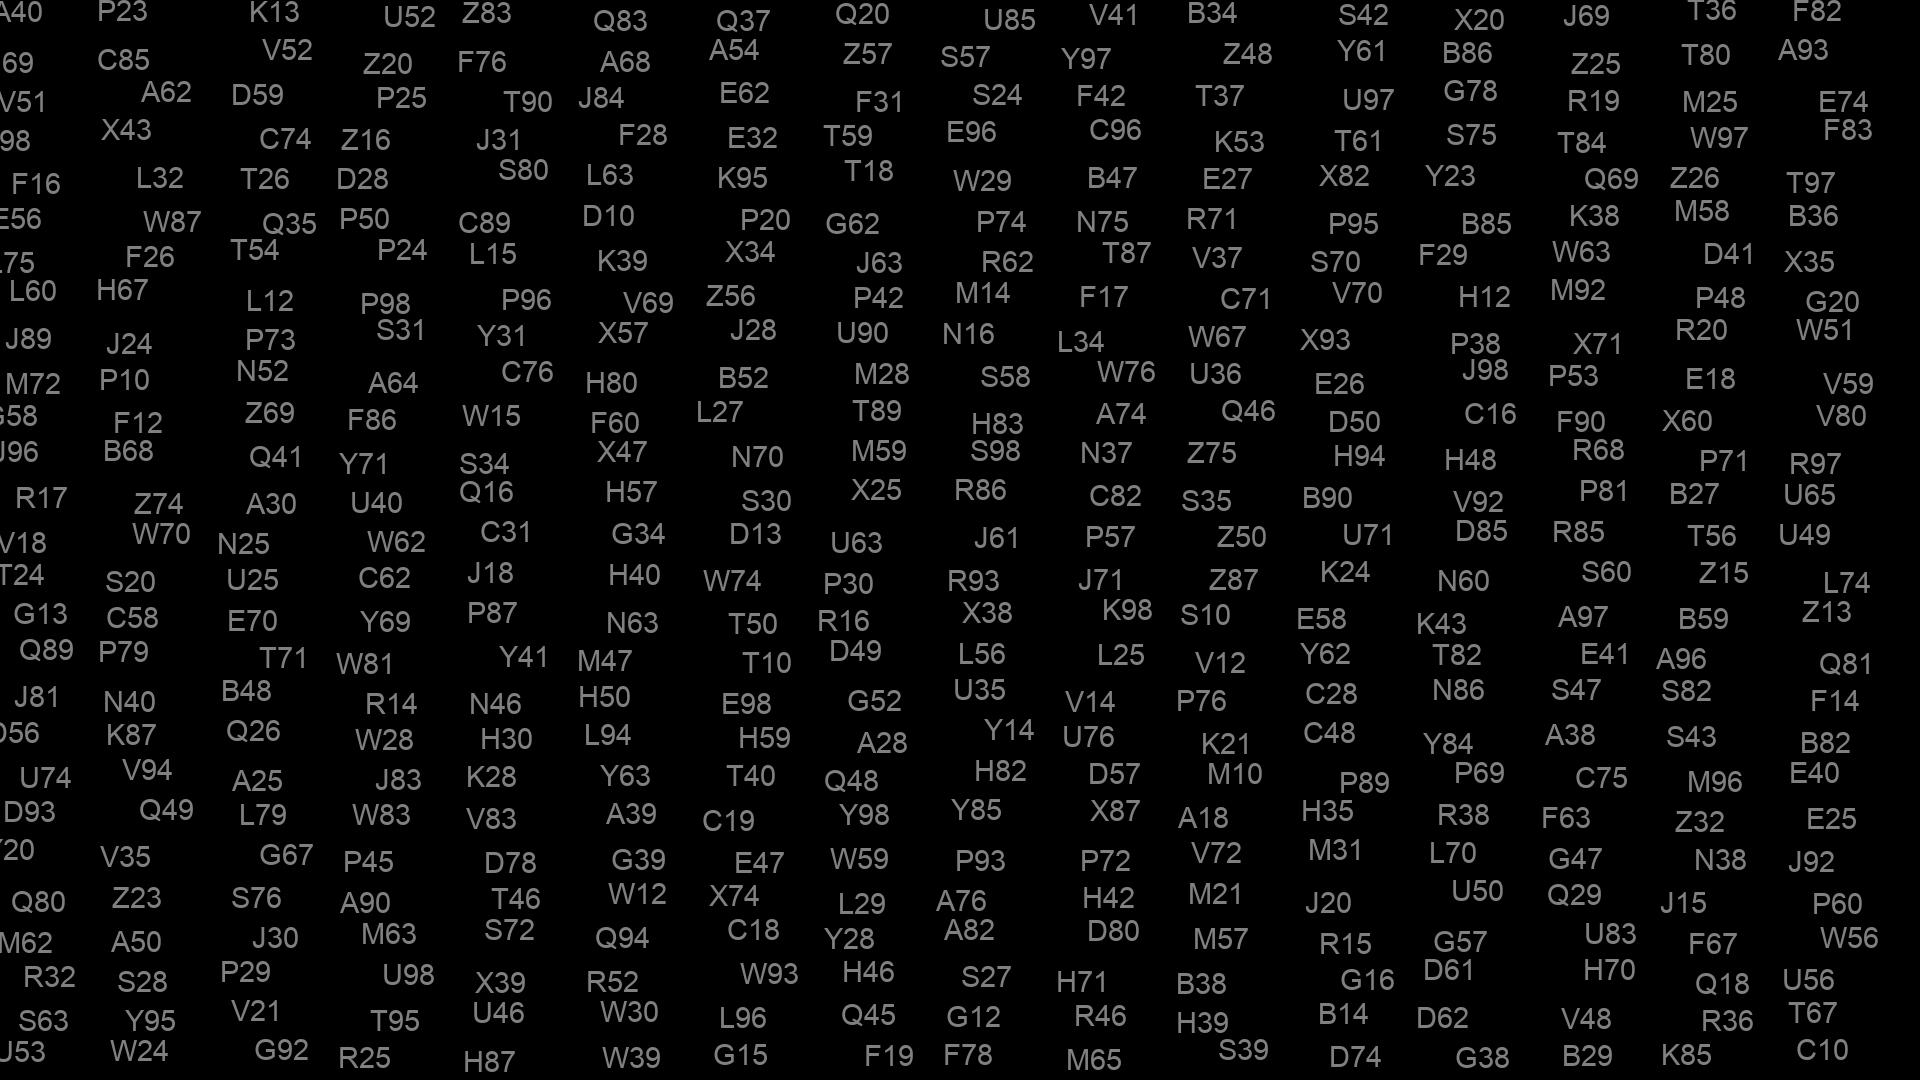 A40 P23 K13 U52 Z83 Q83 Q37 Q20 U85 V41 B34 S42 X20 J69 T36 F82
69 C85 V52 Z20 F76 A68 A54 Z57 S57 Y97 Z48 Y61 B86 Z25 T80 A93
V51 A62 D59 P25 T90 J84 E62 F31 S24 F42 T37 U97 G78 R19 M25 E74
98 X43 C74 Z16 J31 F28 E32 T59 E96 C96 K53 T61 S75 T84 W97 F83
F16 L32 T26 D28 S80 L63 K95 T18 W29 B47 E27 X82 Y23 Q69 Z26 T97
E56 W87 Q35 P50 C89 D10 P20 G62 P74 N75 R71 P95 B85 K38 M58 B36
75 F26 T54 P24 L15 K39 X34 J63 R62 T87 V37 S70 F29 W63 D41 X35
L60 H67 L12 P98 P96 V69 Z56 P42 M14 F17 C71 V70 H12 M92 P48 G20
J89 J24 P73 S31 Y31 X57 J28 U90 N16 L34 W67 X93 P38 X71 R20 W51
M72 P10 N52 A64 C76 H80 B52 M28 S58 W76 U36 E26 J98 P53 E18 V59
G58 F12 Z69 F86 W15 F60 L27 T89 H83 A74 Q46 D50 C16 F90 X60 V80
96 B68 Q41 Y71 S34 X47 N70 M59 S98 N37 Z75 H94 H48 R68 P71 R97
R17 Z74 A30 U40 Q16 H57 S30 X25 R86 C82 S35 B90 V92 P81 B27 U65
V18 W70 N25 W62 C31 G34 D13 U63 J61 P57 Z50 U71 D85 R85 T56 U49
T24 S20 U25 C62 J18 H40 W74 P30 R93 J71 Z87 K24 N60 S60 Z15 L74
G13 C58 E70 Y69 P87 N63 T50 R16 X38 K98 S10 E58 K43 A97 B59 Z13
Q89 P79 T71 W81 Y41 M47 T10 D49 L56 L25 V12 Y62 T82 E41 A96 Q81
J81 N40 B48 R14 N46 H50 E98 G52 U35 V14 P76 C28 N86 S47 S82 F14
56 K87 Q26 W28 H30 L94 H59 A28 Y14 U76 K21 C48 Y84 A38 S43 B82
U74 V94 A25 J83 K28 Y63 T40 Q48 H82 D57 M10 P89 P69 C75 M96 E40
D93 Q49 L79 W83 V83 A39 C19 Y98 Y85 X87 A18 H35 R38 F63 Z32 E25
20 V35 G67 P45 D78 G39 E47 W59 P93 P72 V72 M31 L70 G47 N38 J92
Q80 Z23 S76 A90 T46 W12 X74 L29 A76 H42 M21 J20 U50 Q29 J15 P60
M62 A50 J30 M63 S72 Q94 C18 Y28 A82 D80 M57 R15 G57 U83 F67 W56
R32 S28 P29 U98 X39 R52 W93 H46 S27 H71 B38 G16 D61 H70 Q18 U56
S63 Y95 V21 T95 U46 W30 L96 Q45 G12 R46 H39 B14 D62 V48 R36 T67
U53 W24 G92 R25 H87 W39 G15 F19 F78 M65 S39 D74 G38 B29 K85 C10